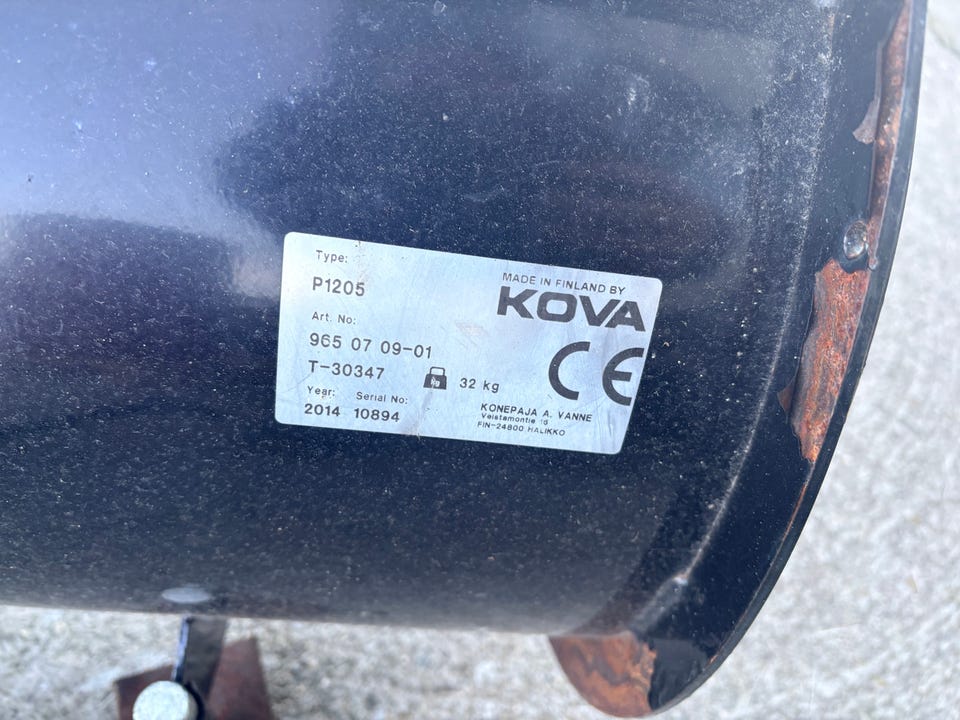 Type:
P1205
Art. No:
965 07 09-01
T-30347
32 kg
Year: Serial No:
2014 10894
MADE IN FINLAND BY
KOVA
CE
KONEPAJA A. VANNE
Veistamontie
FIN-24800 HALIKKO